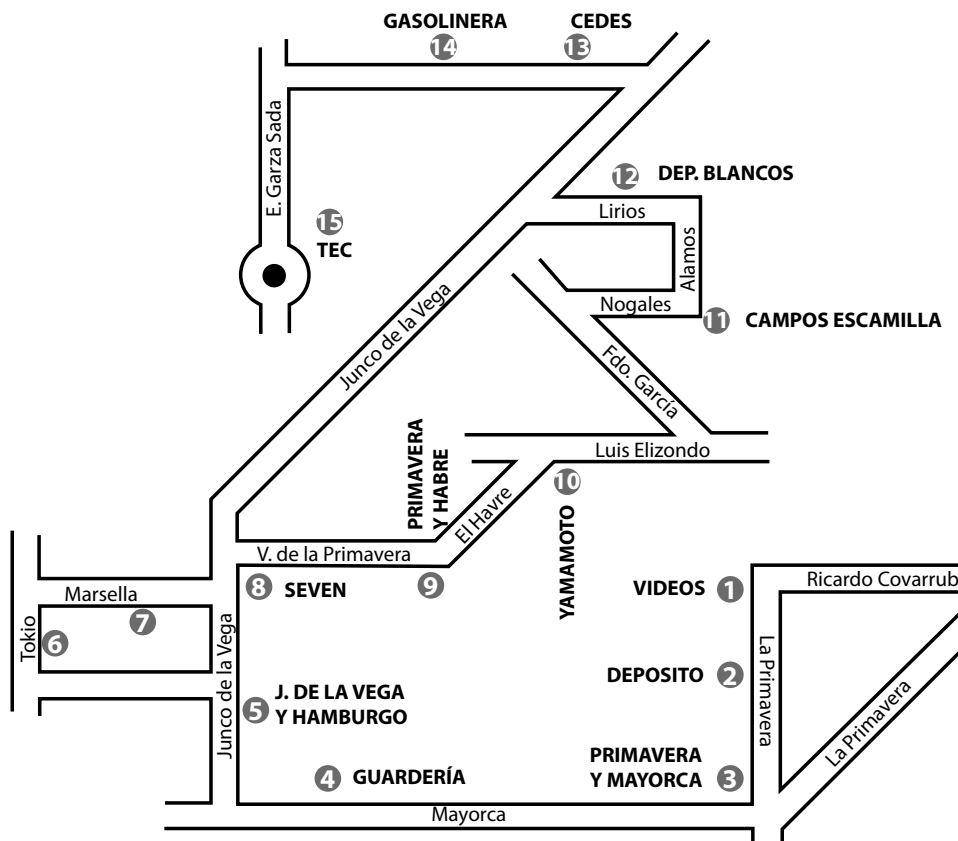 GASOLINERA
14
CEDES
13
E. Garza Sada
12
DEP. BLANCOS
Lirios
15
TEC
Alamos
Nogales
11
CAMPOS ESCAMILLA
Junco de la Vega
Fdo. García
PRIMAVERA
Y HABRE
Luis Elizondo
10
YAMAMOTO
El Havre
V. de la Primavera
8
SEVEN
9
VIDEOS
1
Ricardo Covarrub
Marsella
7
6
Tokio
Junco de la Vega
DEPOSITO
2
La Primavera
La Primavera
5
J. DE LA VEGA
Y HAMBURGO
4
GUARDERÍA
PRIMAVERA
Y MAYORCA
3
Mayorca